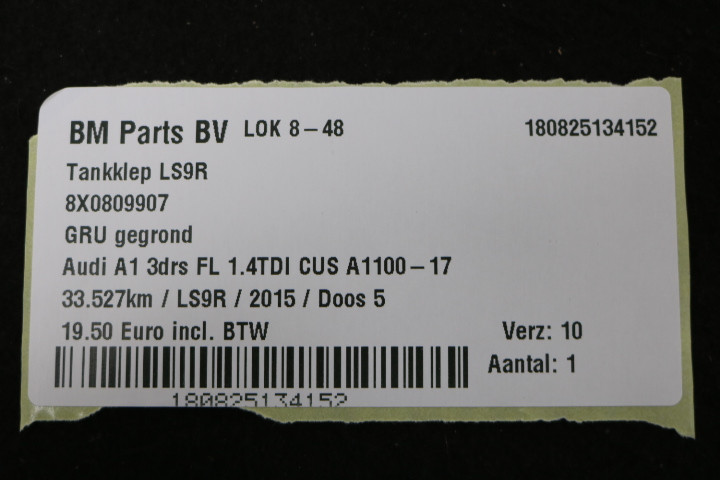 BM Parts BV LOK 8-48 180825134152
Tankklep LS9R
8X0809907
GRU gegrond
Audi A1 3drs FL 1.4TDI CUS A1100-17
33.527km / LS9R / 2015 / Doos 5
19.50 Euro incl. BTW Verz: 10
Aantal: 1
180825134152